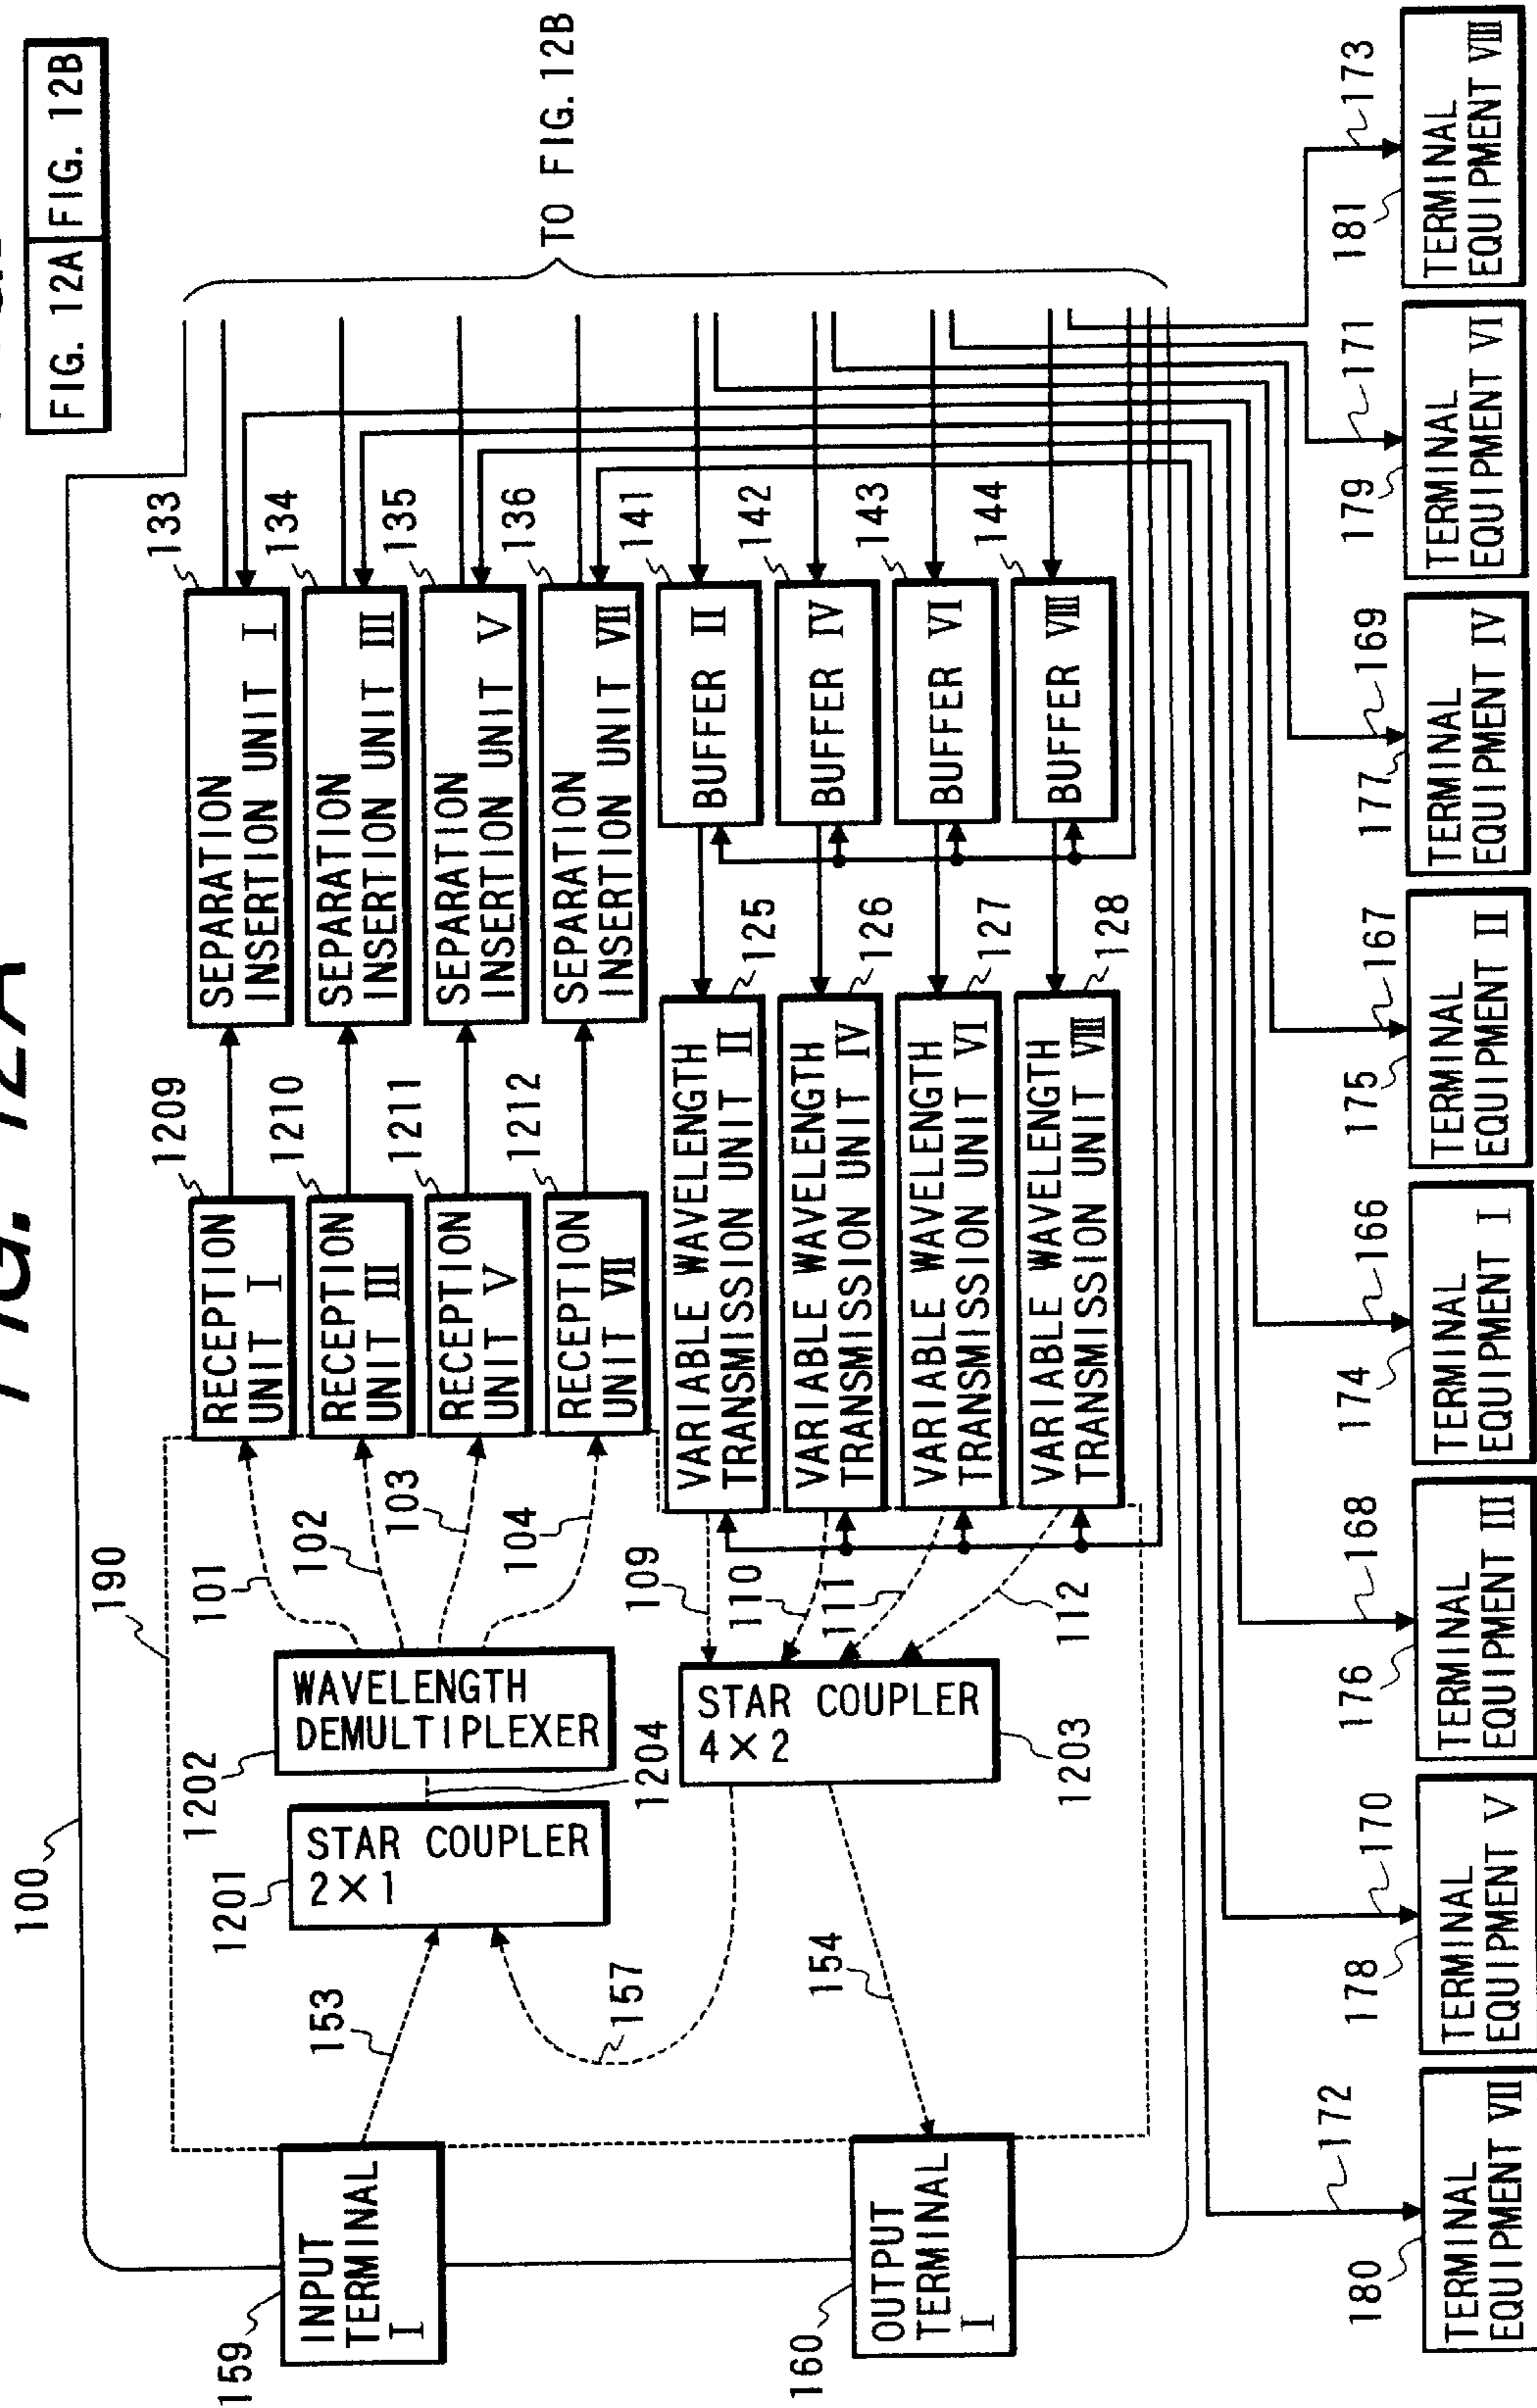 FIG. 12A
FIG. 12A FIG. 12B
100
190
TO FIG. 12B
159
INPUT
TERMINAL
I
153
1201
STAR COUPLER
2×1
1202
WAVELENGTH
DEMULTIPLEXER
1204
157
101
102
103
104
RECEPTION
UNIT I
1209
RECEPTION
UNIT III
1210
RECEPTION
UNIT V
1211
RECEPTION
UNIT VII
1212
SEPARATION
INSERTION UNIT I
133
SEPARATION
INSERTION UNIT III
134
SEPARATION
INSERTION UNIT V
135
SEPARATION
INSERTION UNIT VII
136
160
OUTPUT
TERMINAL
I
154
STAR COUPLER
4×2
1203
109
110
111
112
VARIABLE WAVELENGTH
TRANSMISSION UNIT II
125
VARIABLE WAVELENGTH
TRANSMISSION UNIT IV
126
VARIABLE WAVELENGTH
TRANSMISSION UNIT VI
127
VARIABLE WAVELENGTH
TRANSMISSION UNIT VIII
128
BUFFER II
141
BUFFER IV
142
BUFFER VI
143
BUFFER VIII
144
180
172
TERMINAL
EQUIPMENT VII
178
170
TERMINAL
EQUIPMENT V
176
168
TERMINAL
EQUIPMENT III
174
166
TERMINAL
EQUIPMENT I
175
167
TERMINAL
EQUIPMENT II
177
169
TERMINAL
EQUIPMENT IV
179
171
TERMINAL
EQUIPMENT VI
181
173
TERMINAL
EQUIPMENT VIII